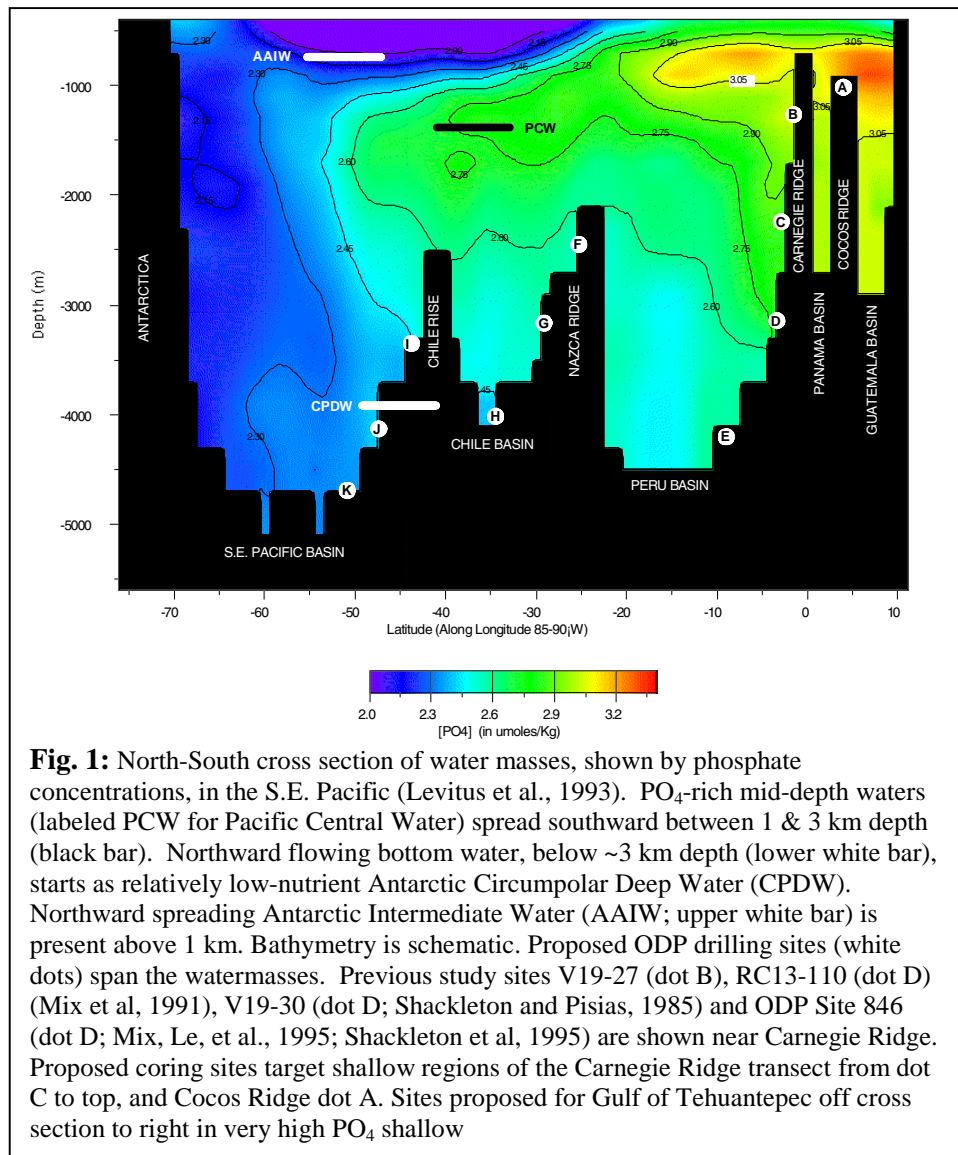 2.30
2.00
2.15
2.90
3.05
AAIW
2.30
2.45
2.75
-1000
3.05
A
3.05
B
2.15
PCW
2.75
2.90
3.05
2.60
2.75
-2000
2.15
CARNEGIE RIDGE
COCOS RIDGE
C
2.60
F
2.45
2.75
ANTARCTICA
Depth (m)
-3000
CHILE RISE
NAZCA RIDGE
2.60
PANAMA BASIN
GUATEMALA BASIN
G
D
I
CPDW
.45
-4000
H
J
E
2.30
CHILE BASIN
K
PERU BASIN
-5000
S.E. PACIFIC BASIN
-70 -60 -50 -40 -30 -20 -10 0 10
Latitude (Along Longitude 85-90¡W)
2.0 2.3 2.6 2.9 3.2
[PO4] (in umoles/Kg)
Fig. 1: North-South cross section of water masses, shown by phosphate
concentrations, in the S.E. Pacific (Levitus et al., 1993). PO₄-rich mid-depth waters
(labeled PCW for Pacific Central Water) spread southward between 1 & 3 km depth
(black bar). Northward flowing bottom water, below ~3 km depth (lower white bar),
starts as relatively low-nutrient Antarctic Circumpolar Deep Water (CPDW).
Northward spreading Antarctic Intermediate Water (AAIW; upper white bar) is
present above 1 km. Bathymetry is schematic. Proposed ODP drilling sites (white
dots) span the watermasses. Previous study sites V19-27 (dot B), RC13-110 (dot D)
(Mix et al, 1991), V19-30 (dot D; Shackleton and Pisias, 1985) and ODP Site 846
(dot D; Mix, Le, et al., 1995; Shackleton et al, 1995) are shown near Carnegie Ridge.
Proposed coring sites target shallow regions of the Carnegie Ridge transect from dot
C to top, and Cocos Ridge dot A. Sites proposed for Gulf of Tehuantepec off cross
section to right in very high PO₄ shallow